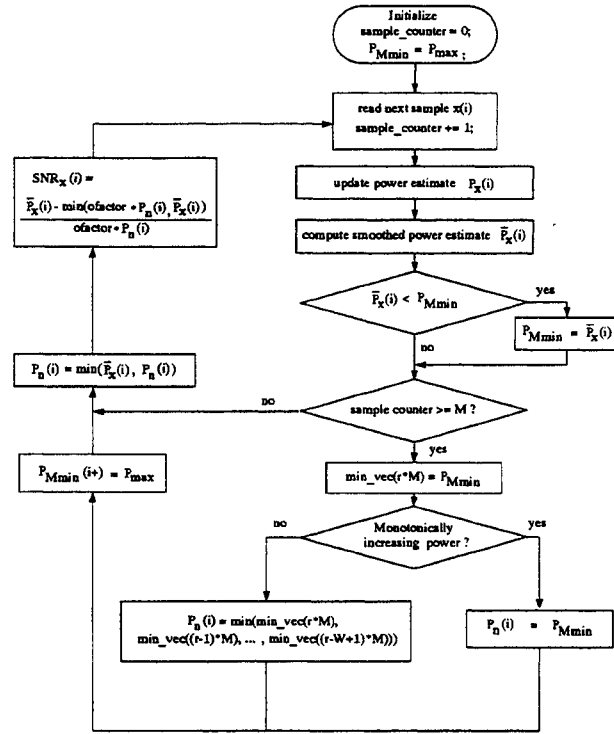 Initialize
sample_counter = 0;
P_Mmin = P_max ;
read next sample x(i)
sample_counter += 1;
update power estimate P_x(i)
compute smoothed power estimate P̄_x(i)
P̄_x(i) < P_Mmin
yes
P_Mmin = P̄_x(i)
no
sample counter >= M ?
no
yes
min_vec(r*M) = P_Mmin
Monotonically
increasing power ?
no
yes
P_n(i) = min(min_vec(r*M),
min_vec((r-1)*M), ... , min_vec((r-W+1)*M)))
P_n(i) = P_Mmin
P_Mmin (i+) = P_max
P_n(i) = min(P̄_x(i), P_n(i))
SNR_x(i) =
P̄_x(i) - min(ofactor * P_n(i), P̄_x(i))
ofactor * P_n(i)